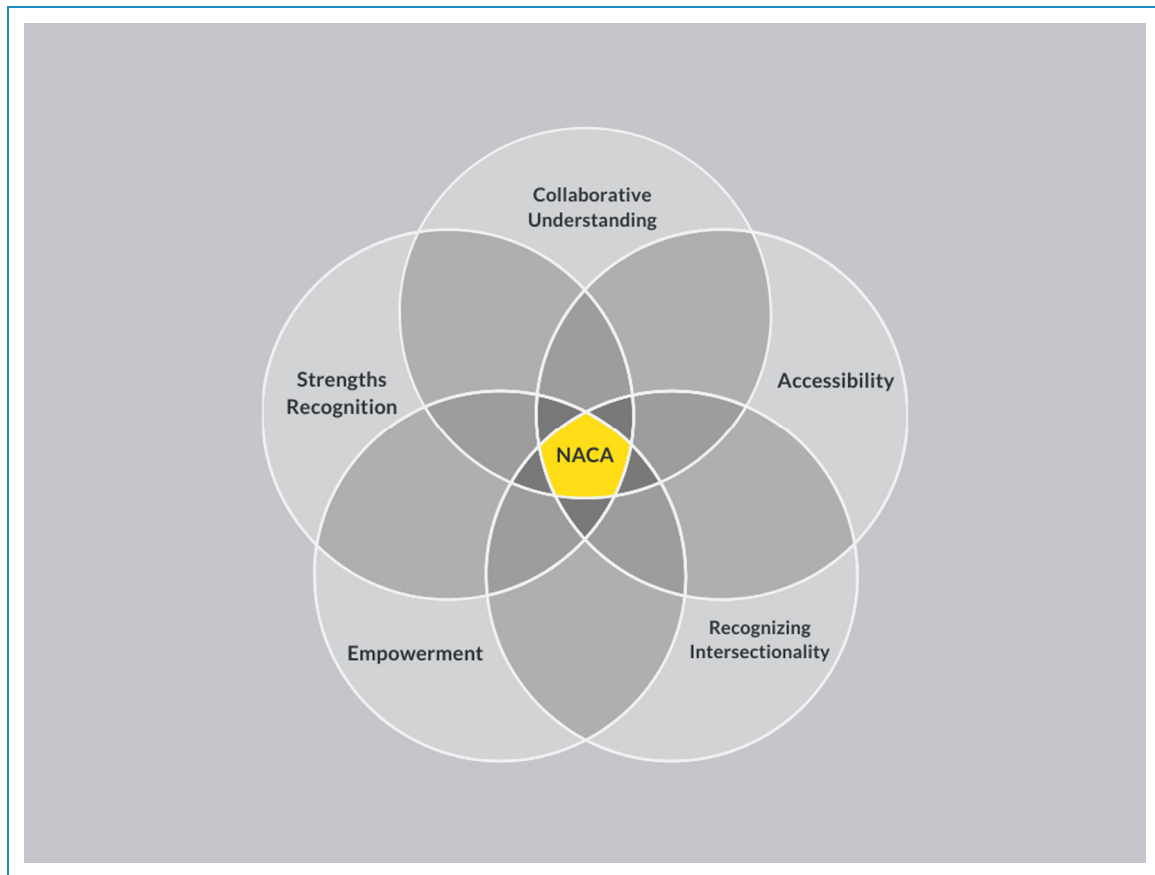 Collaborative
Understanding
Strengths
Recognition
Accessibility
NACA
Empowerment
Recognizing
Intersectionality